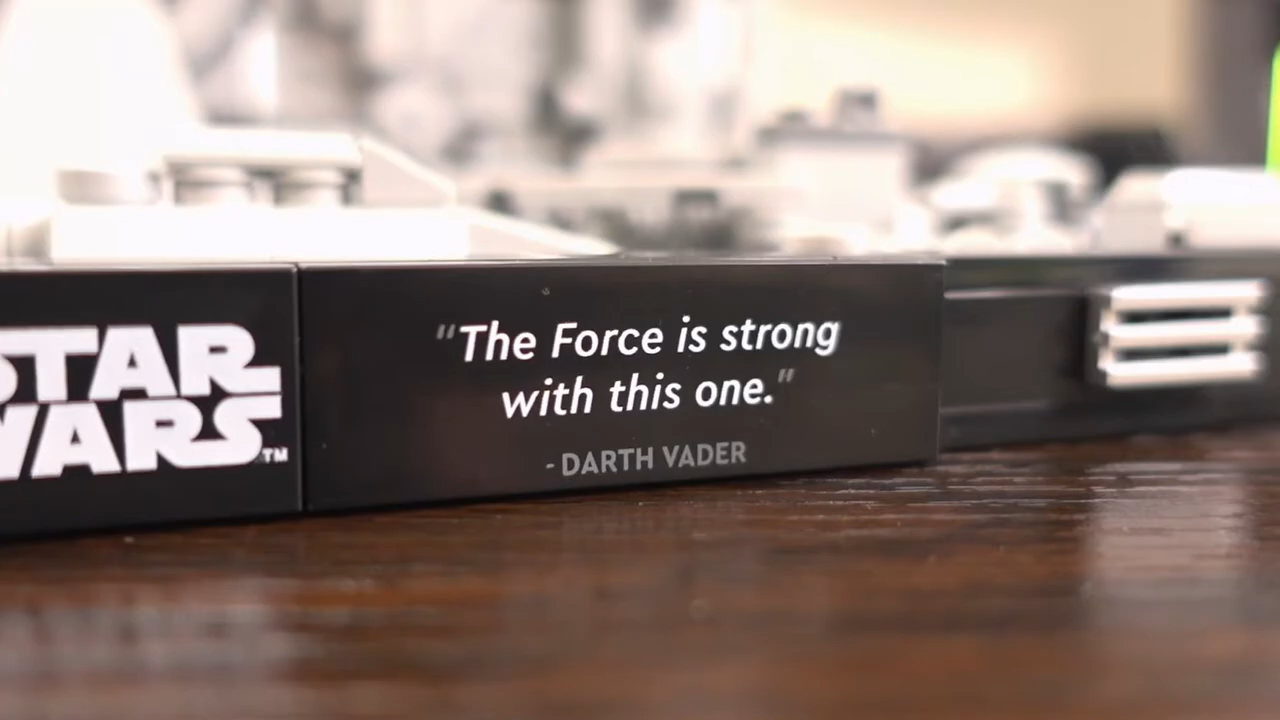 STAR
WARS™
"The Force is strong
with this one."
- DARTH VADER